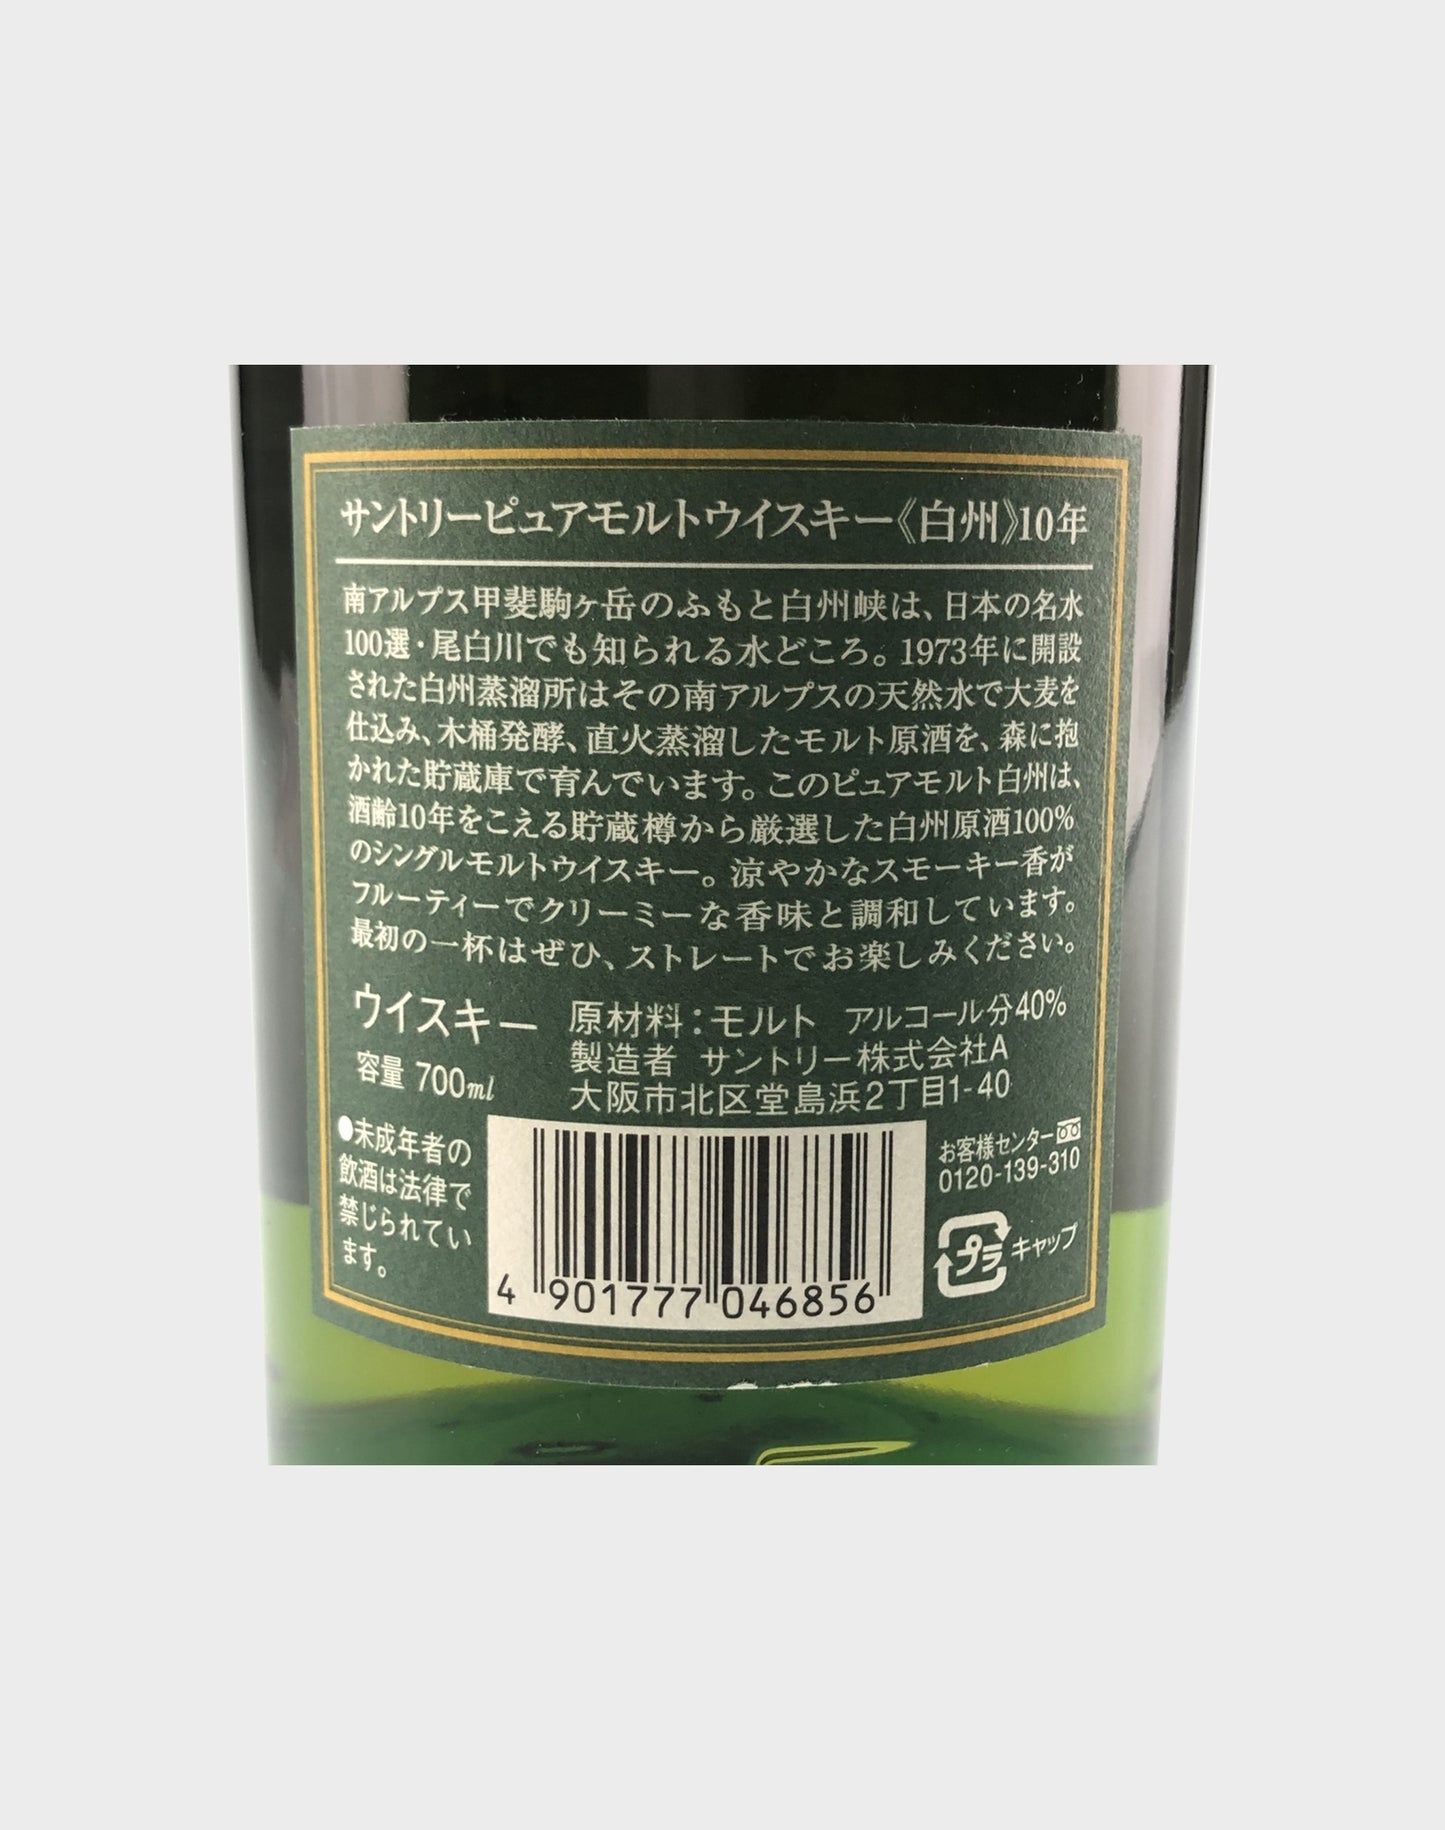 サントリーピュアモルトウイスキー《白州》10年
南アルプス甲斐駒ヶ岳のふもと白州峡は、日本の名水
100選・尾白川でも知られる水どころ。1973年に開設
された白州蒸溜所はその南アルプスの天然水で大麦を
仕込み、木桶発酵、直火蒸溜したモルト原酒を、森に抱
かれた貯蔵庫で育んでいます。このピュアモルト白州は、
酒齢10年をこえる貯蔵樽から厳選した白州原酒100%
のシングルモルトウイスキー。涼やかなスモーキー香が
フルーティーでクリーミーな香味と調和しています。
最初の一杯はぜひ、ストレートでお楽しみください。
ウイスキー 原材料：モルト アルコール分40%
容量 700ml 製造者 サントリー株式会社A
大阪市北区堂島浜2丁目1-40
●未成年者の
飲酒は法律で
禁じられてい
ます。
4 901777 046856
お客様センター
0120-139-310
プラ キャップ